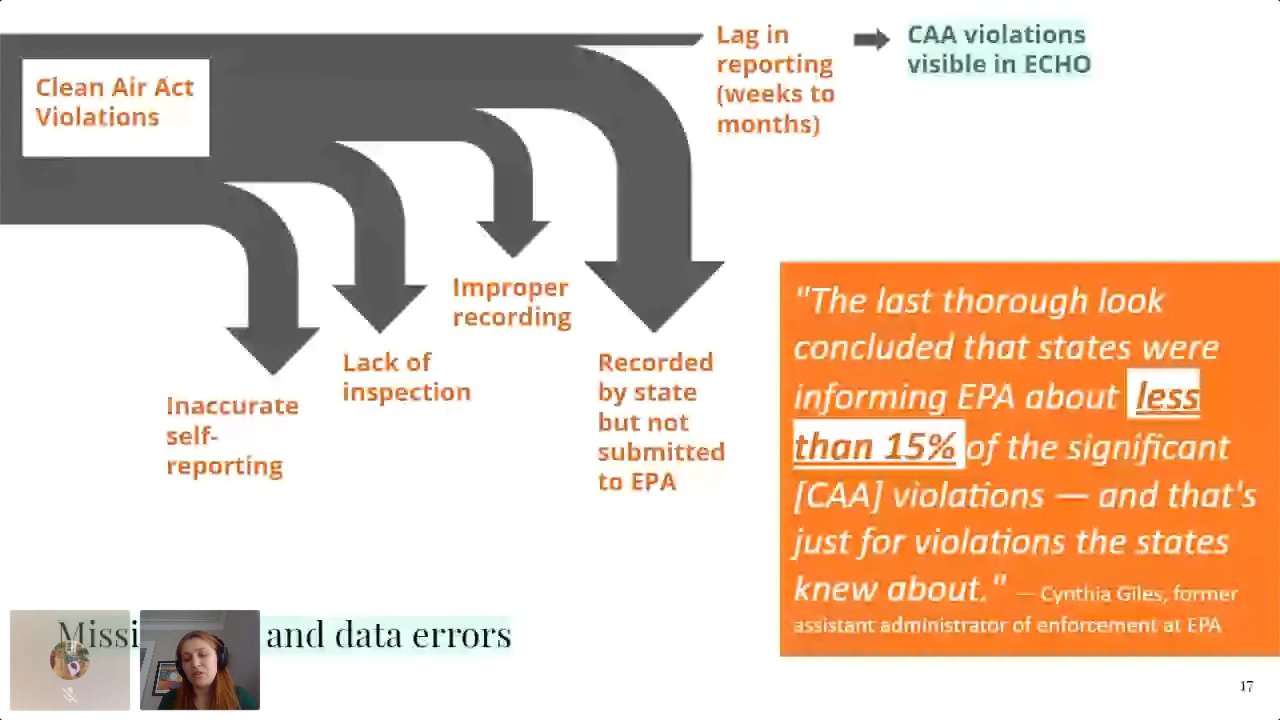 Clean Air Act
Violations
Lag in
reporting
(weeks to
months)
CAA violations
visible in ECHO
Inaccurate
self-
reporting
Lack of
inspection
Improper
recording
Recorded
by state
but not
submitted
to EPA
"The last thorough look
concluded that states were
informing EPA about less
than 15% of the significant
[CAA] violations — and that's
just for violations the states
knew about." — Cynthia Giles, former
assistant administrator of enforcement at EPA
and data errors
17